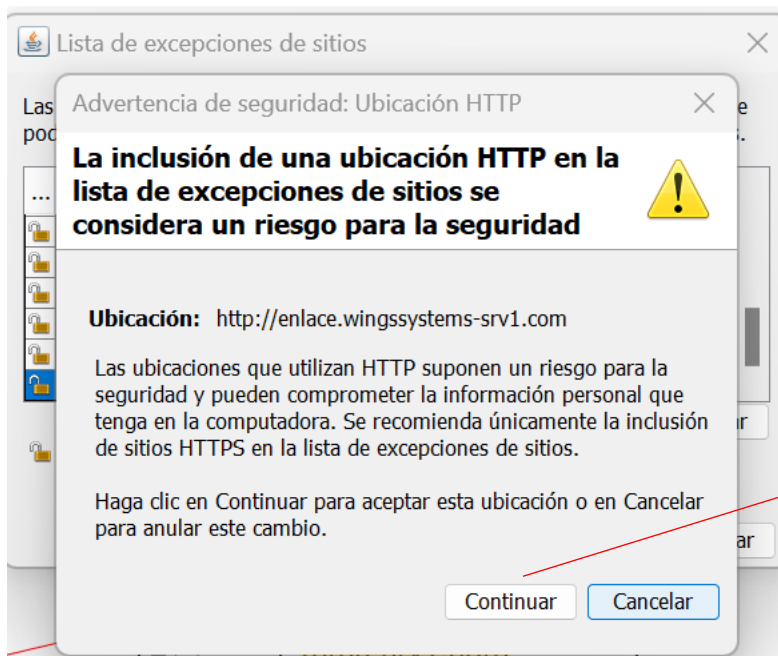 Lista de excepciones de sitios
Las
e
pod
s.
Advertencia de seguridad: Ubicación HTTP
La inclusión de una ubicación HTTP en la
lista de excepciones de sitios se
considera un riesgo para la seguridad
...
Ubicación: http://enlace.wingssystems-srv1.com
Las ubicaciones que utilizan HTTP suponen un riesgo para la
seguridad y pueden comprometer la información personal que
tenga en la computadora. Se recomienda únicamente la inclusión
de sitios HTTPS en la lista de excepciones de sitios.
ar
Haga clic en Continuar para aceptar esta ubicación o en Cancelar
para anular este cambio.
ar
Continuar
Cancelar